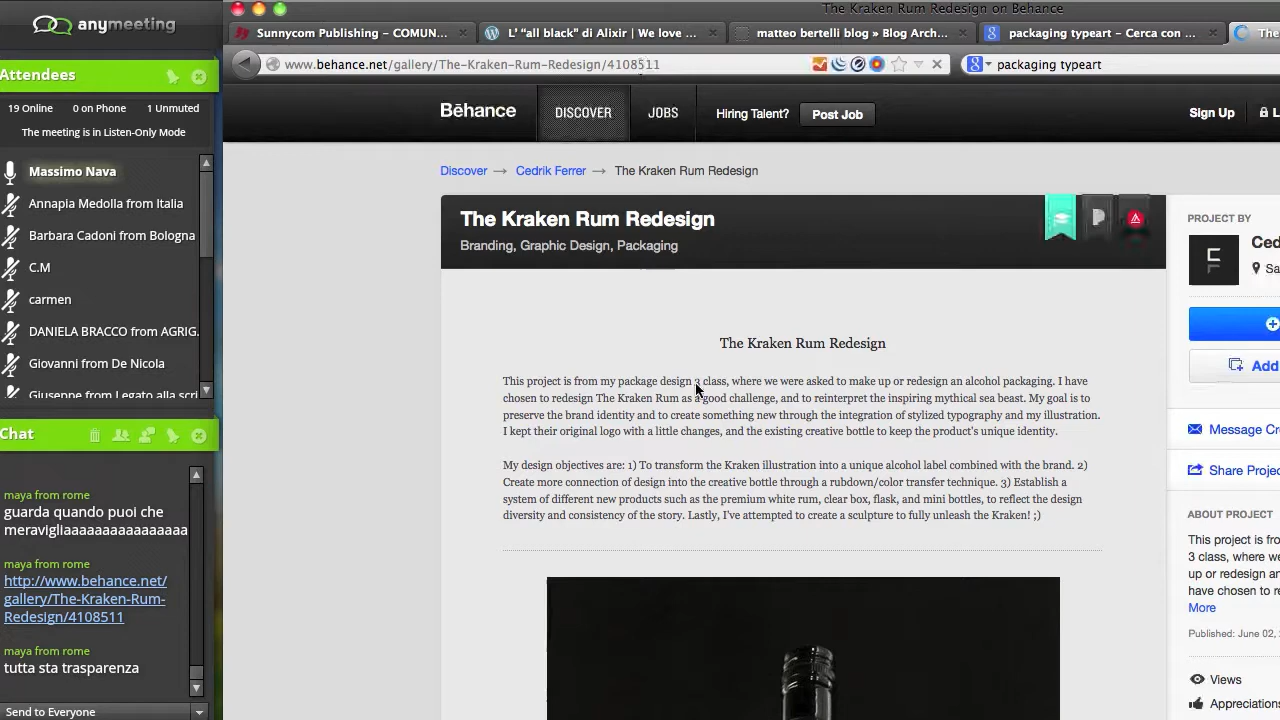 anymeeting
Attendees
19 Online 0 on Phone 1 Unmuted
The meeting is in Listen-Only Mode
Massimo Nava
Annapia Medolla from Italia
Barbara Cadoni from Bologna
C.M
carmen
DANIELA BRACCO from AGRIG.
Giovanni from De Nicola
Giuseppe from Legato alla scri
Chat
maya from rome
guarda quando puoi che
meravigliaaaaaaaaaaaaaaaa
maya from rome
http://www.behance.net/
gallery/The-Kraken-Rum-
Redesign/4108511
maya from rome
tutta sta trasparenza
Send to Everyone
The Kraken Rum Redesign on Behance
Sunnycom Publishing – COMUN... L' “all black” di Alixir | We love ... matteo bertelli blog » Blog Arch... packaging typeart – Cerca con ... The
www.behance.net/gallery/The-Kraken-Rum-Redesign/4108511 packaging typeart
Bēhance DISCOVER JOBS Hiring Talent? Post Job Sign Up L
Discover → Cedrik Ferrer → The Kraken Rum Redesign
The Kraken Rum Redesign
Branding, Graphic Design, Packaging
The Kraken Rum Redesign
This project is from my package design 3 class, where we were asked to make up or redesign an alcohol packaging. I have
chosen to redesign The Kraken Rum as a good challenge, and to reinterpret the inspiring mythical sea beast. My goal is to
preserve the brand identity and to create something new through the integration of stylized typography and my illustration.
I kept their original logo with a little changes, and the existing creative bottle to keep the product's unique identity.
My design objectives are: 1) To transform the Kraken illustration into a unique alcohol label combined with the brand. 2)
Create more connection of design into the creative bottle through a rubdown/color transfer technique. 3) Establish a
system of different new products such as the premium white rum, clear box, flask, and mini bottles, to reflect the design
diversity and consistency of the story. Lastly, I've attempted to create a sculpture to fully unleash the Kraken! ;)
PROJECT BY
Ced
Sa
Add
Message Cr
Share Projec
ABOUT PROJECT
This project is fro
3 class, where we
up or redesign an
have chosen to re
More
Published: June 02,
Views
Appreciations